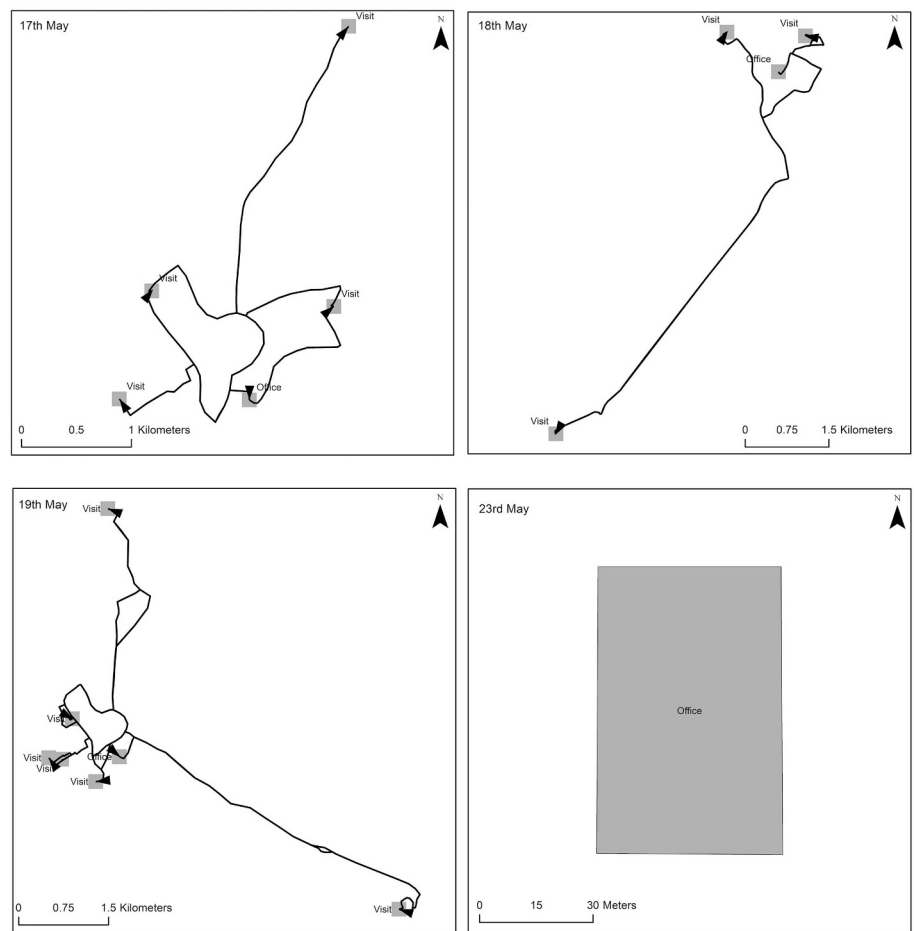 17th May
Visit
N
Visit
Visit
Visit
Office
0 0.5 1 Kilometers
18th May
Visit
Visit
N
Office
Visit
0 0.75 1.5 Kilometers
19th May
Visit
N
Visit
Visit
Visit
Office
Visit
Visit
0 0.75 1.5 Kilometers
23rd May
N
Office
0 15 30 Meters